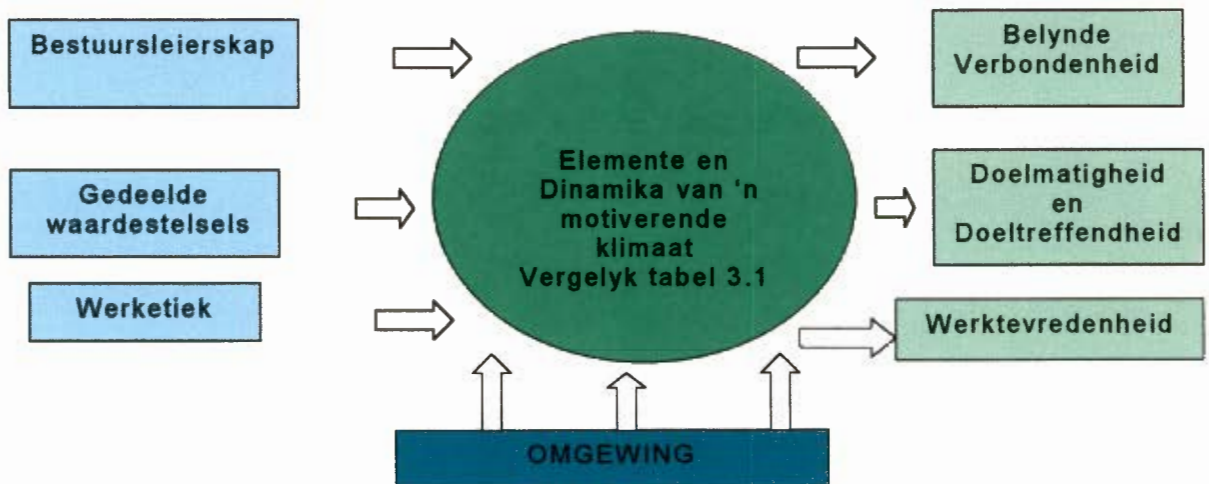 Bestuursleierskap
Gedeelde
waardestelsels
Werketiek
Elemente en
Dinamika van ‘n
motiverende
klimaat
Vergelyk tabel 3.1
Belynde
Verbondenheid
Doelmatigheid
en
Doeltreffendheid
Werktevredenheid
OMGEWING